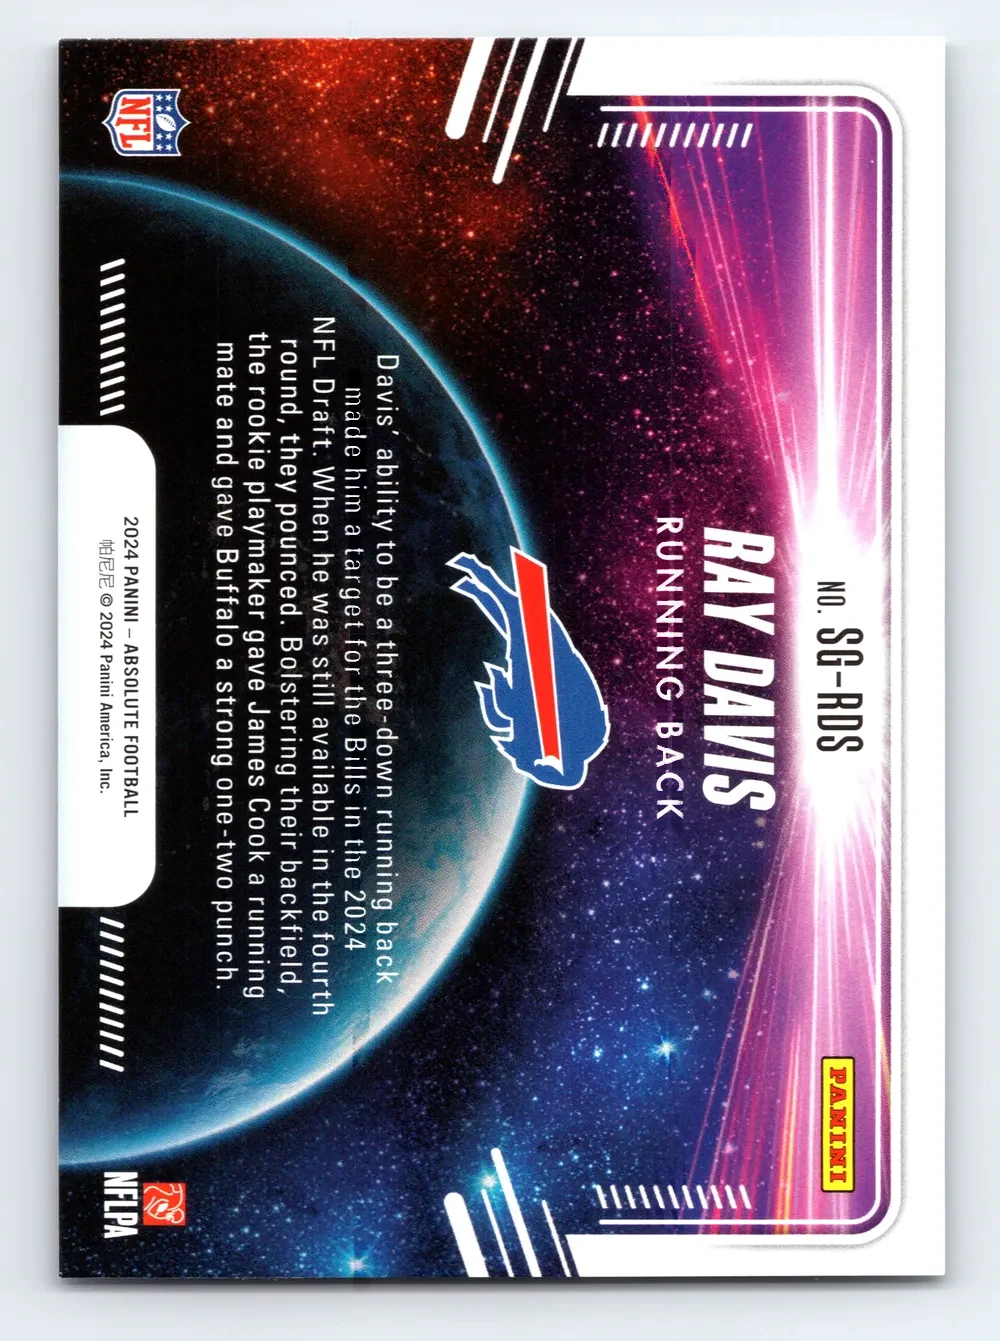 NO. SG-RDS
PANINI
RAY DAVIS
RUNNING BACK
Davis' ability to be a three-down running back
made him a target for the Bills in the 2024
NFL Draft. When he was still available in the fourth
round, they pounced. Bolstering their backfield,
the rookie playmaker gave James Cook a running
mate and gave Buffalo a strong one-two punch.
NFL
2024 PANINI – ABSOLUTE FOOTBALL
帕尼尼 © 2024 Panini America, Inc.
NFLPA